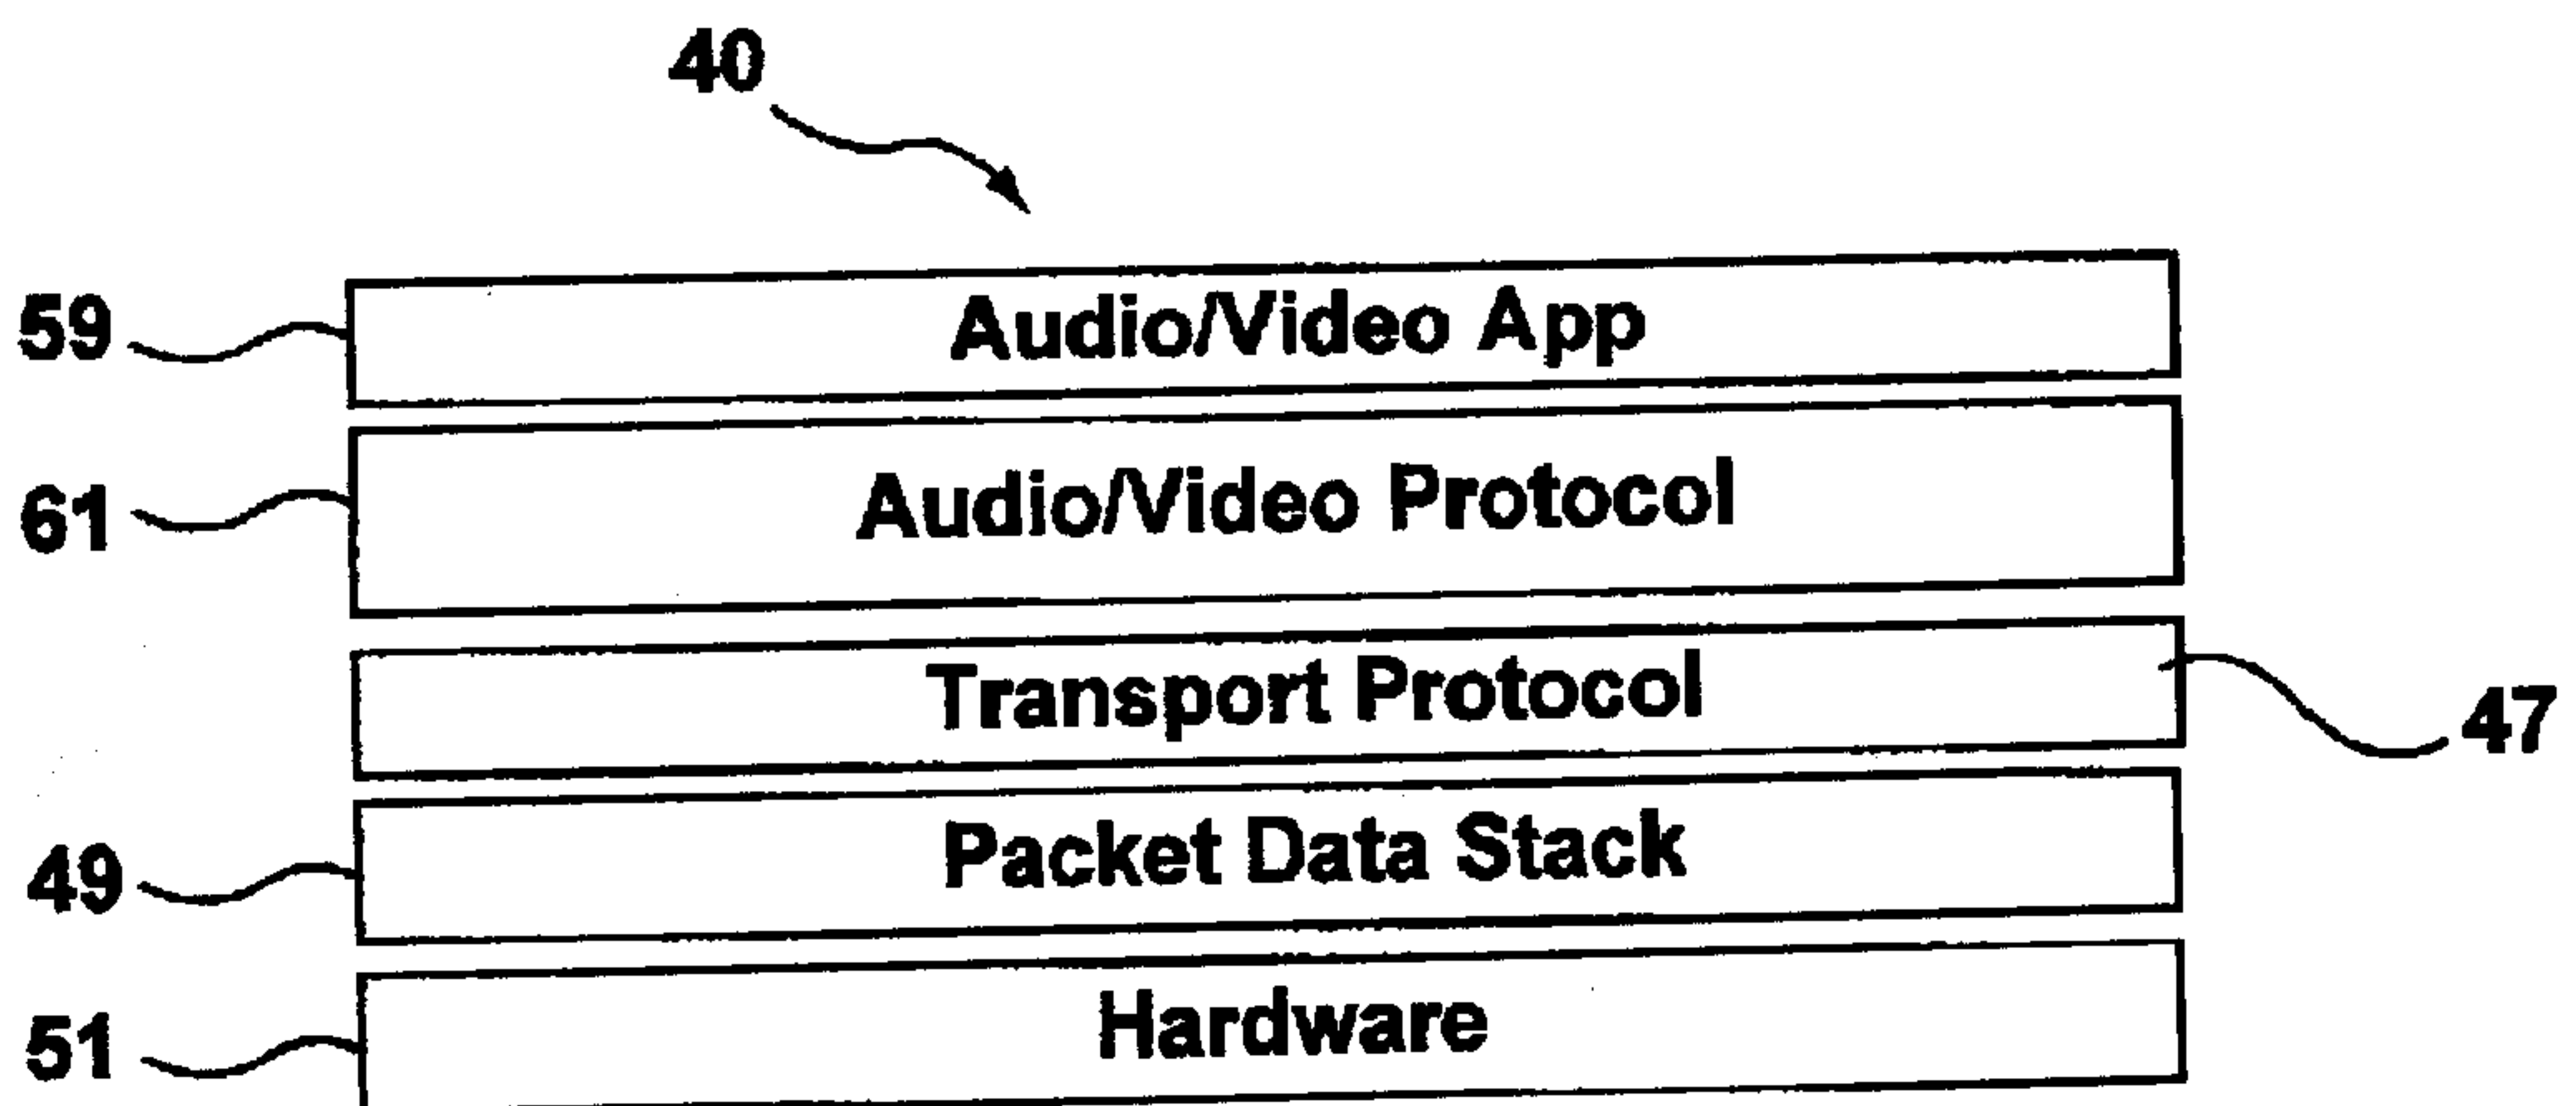 40
59
Audio/Video App
61
Audio/Video Protocol
Transport Protocol
47
49
Packet Data Stack
51
Hardware